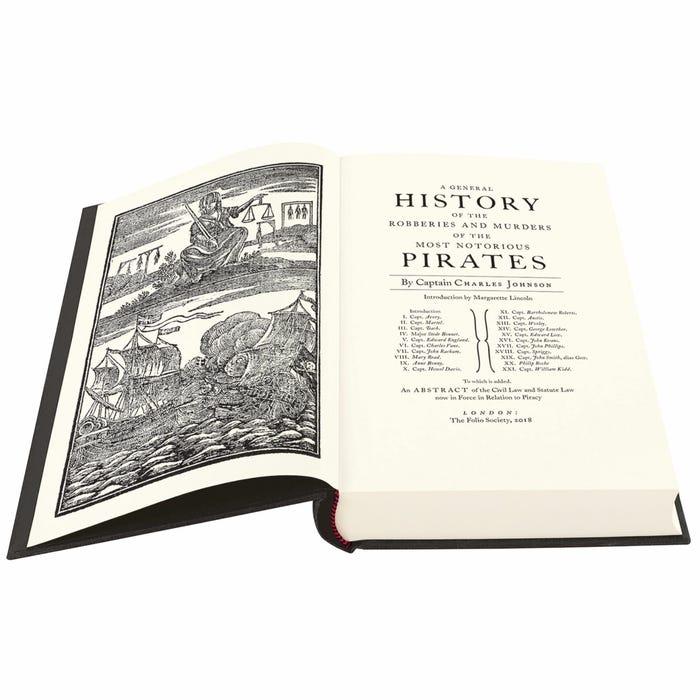 A GENERAL
HISTORY
OF THE
ROBBERIES AND MURDERS
OF THE
MOST NOTORIOUS
PIRATES
By Captain CHARLES JOHNSON
Introduction by Margarette Lincoln
Introduction
I. Capt. Avery,
II. Capt. Martel,
III. Capt. Teach,
IV. Major Stede Bonnet,
V. Capt. Edward England,
VI. Capt. Charles Vane,
VII. Capt. John Rackam,
VIII. Mary Read,
IX. Anne Bonny,
X. Capt. Howel Davis,
XI. Capt. Bartholomew Roberts,
XII. Capt. Anstis,
XIII. Capt. Worley,
XIV. Capt. George Lowther,
XV. Capt. Edward Low,
XVI. Capt. John Evans,
XVII. Capt. John Phillips,
XVIII. Capt. Spriggs,
XIX. Capt. John Smith, alias Gow,
XX. Philip Roche
XXI. Capt. William Kidd.
To which is added.
An ABSTRACT of the Civil Law and Statute Law
now in Force in Relation to Piracy
LONDON:
The Folio Society, 2018